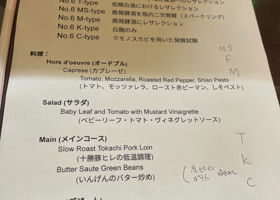 No.6 T-type
No.6 MS-type
No.6 K-type 白麹のみ
No.6 C-type クモノスカビを用いた発酵試験
料理:
Hors d'oeuvre (オードブル)
Caprese (カプレーゼ)
Tomato, Mozzarella, Roasted Red Pepper, Shiso Pesto
(トマト、モッツァレラ、ロースト赤ピーマン、しそペスト)
Salad (サラダ)
Baby Leaf and Tomato with Mustard Vinaigrette
(ベビーリーフ・トマト・ヴィネグレットソース)
Main (メインコース)
Slow Roast Tokachi Pork Loin
(十勝豚ヒレの低温調理)
Butter Saute Green Beans
(いんげんのバター炒め)
MS
F
M
T
K
C